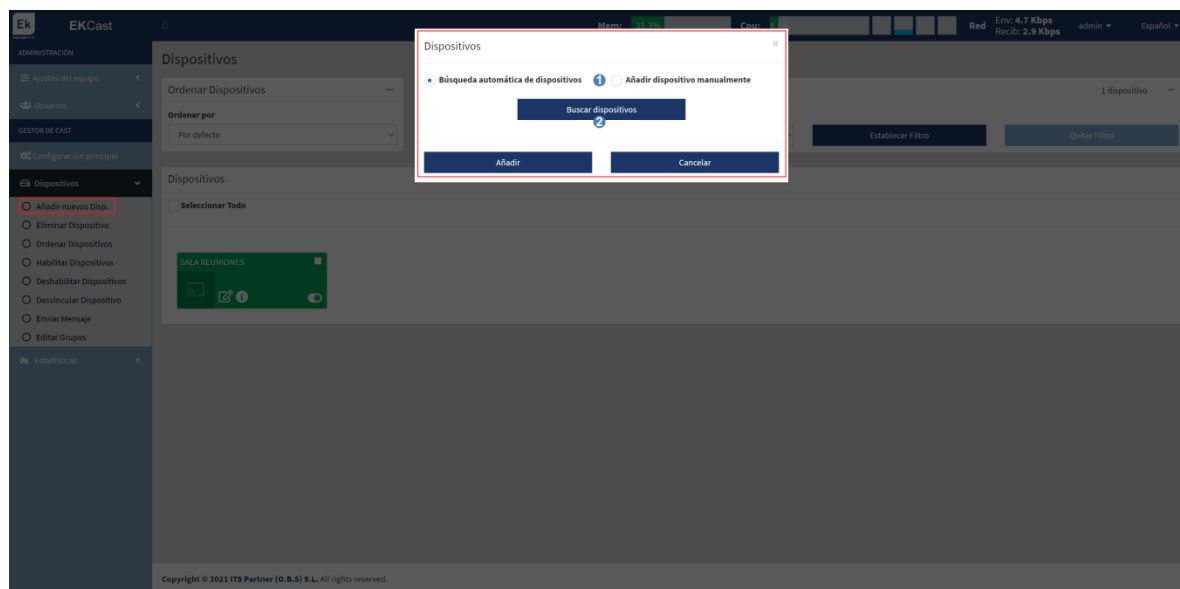 Ek
EKCast
Mem: 33.3%
Cpu:
Red
Env: 4.7 Kbps
Recib: 2.9 Kbps
admin
Español
ADMINISTRACIÓN
Ajustes del equipo
Usuarios
GESTOR DE CAST
Configuración principal
Dispositivos
Añadir nuevos Disp.
Eliminar Dispositivo
Ordenar Dispositivos
Habilitar Dispositivos
Deshabilitar Dispositivos
Desvincular Dispositivo
Enviar Mensaje
Editar Grupos
Estadísticas
Dispositivos
Ordenar Dispositivos
Ordenar por
Por defecto
1 dispositivo
Establecer Filtro
Quitar Filtro
Dispositivos
×
Búsqueda automática de dispositivos
1
Añadir dispositivo manualmente
Buscar dispositivos
2
Añadir
Cancelar
Dispositivos
Seleccionar Todo
SALA REUNIONES
Copyright © 2021 ITS Partner (O.B.S) S.L. All rights reserved.